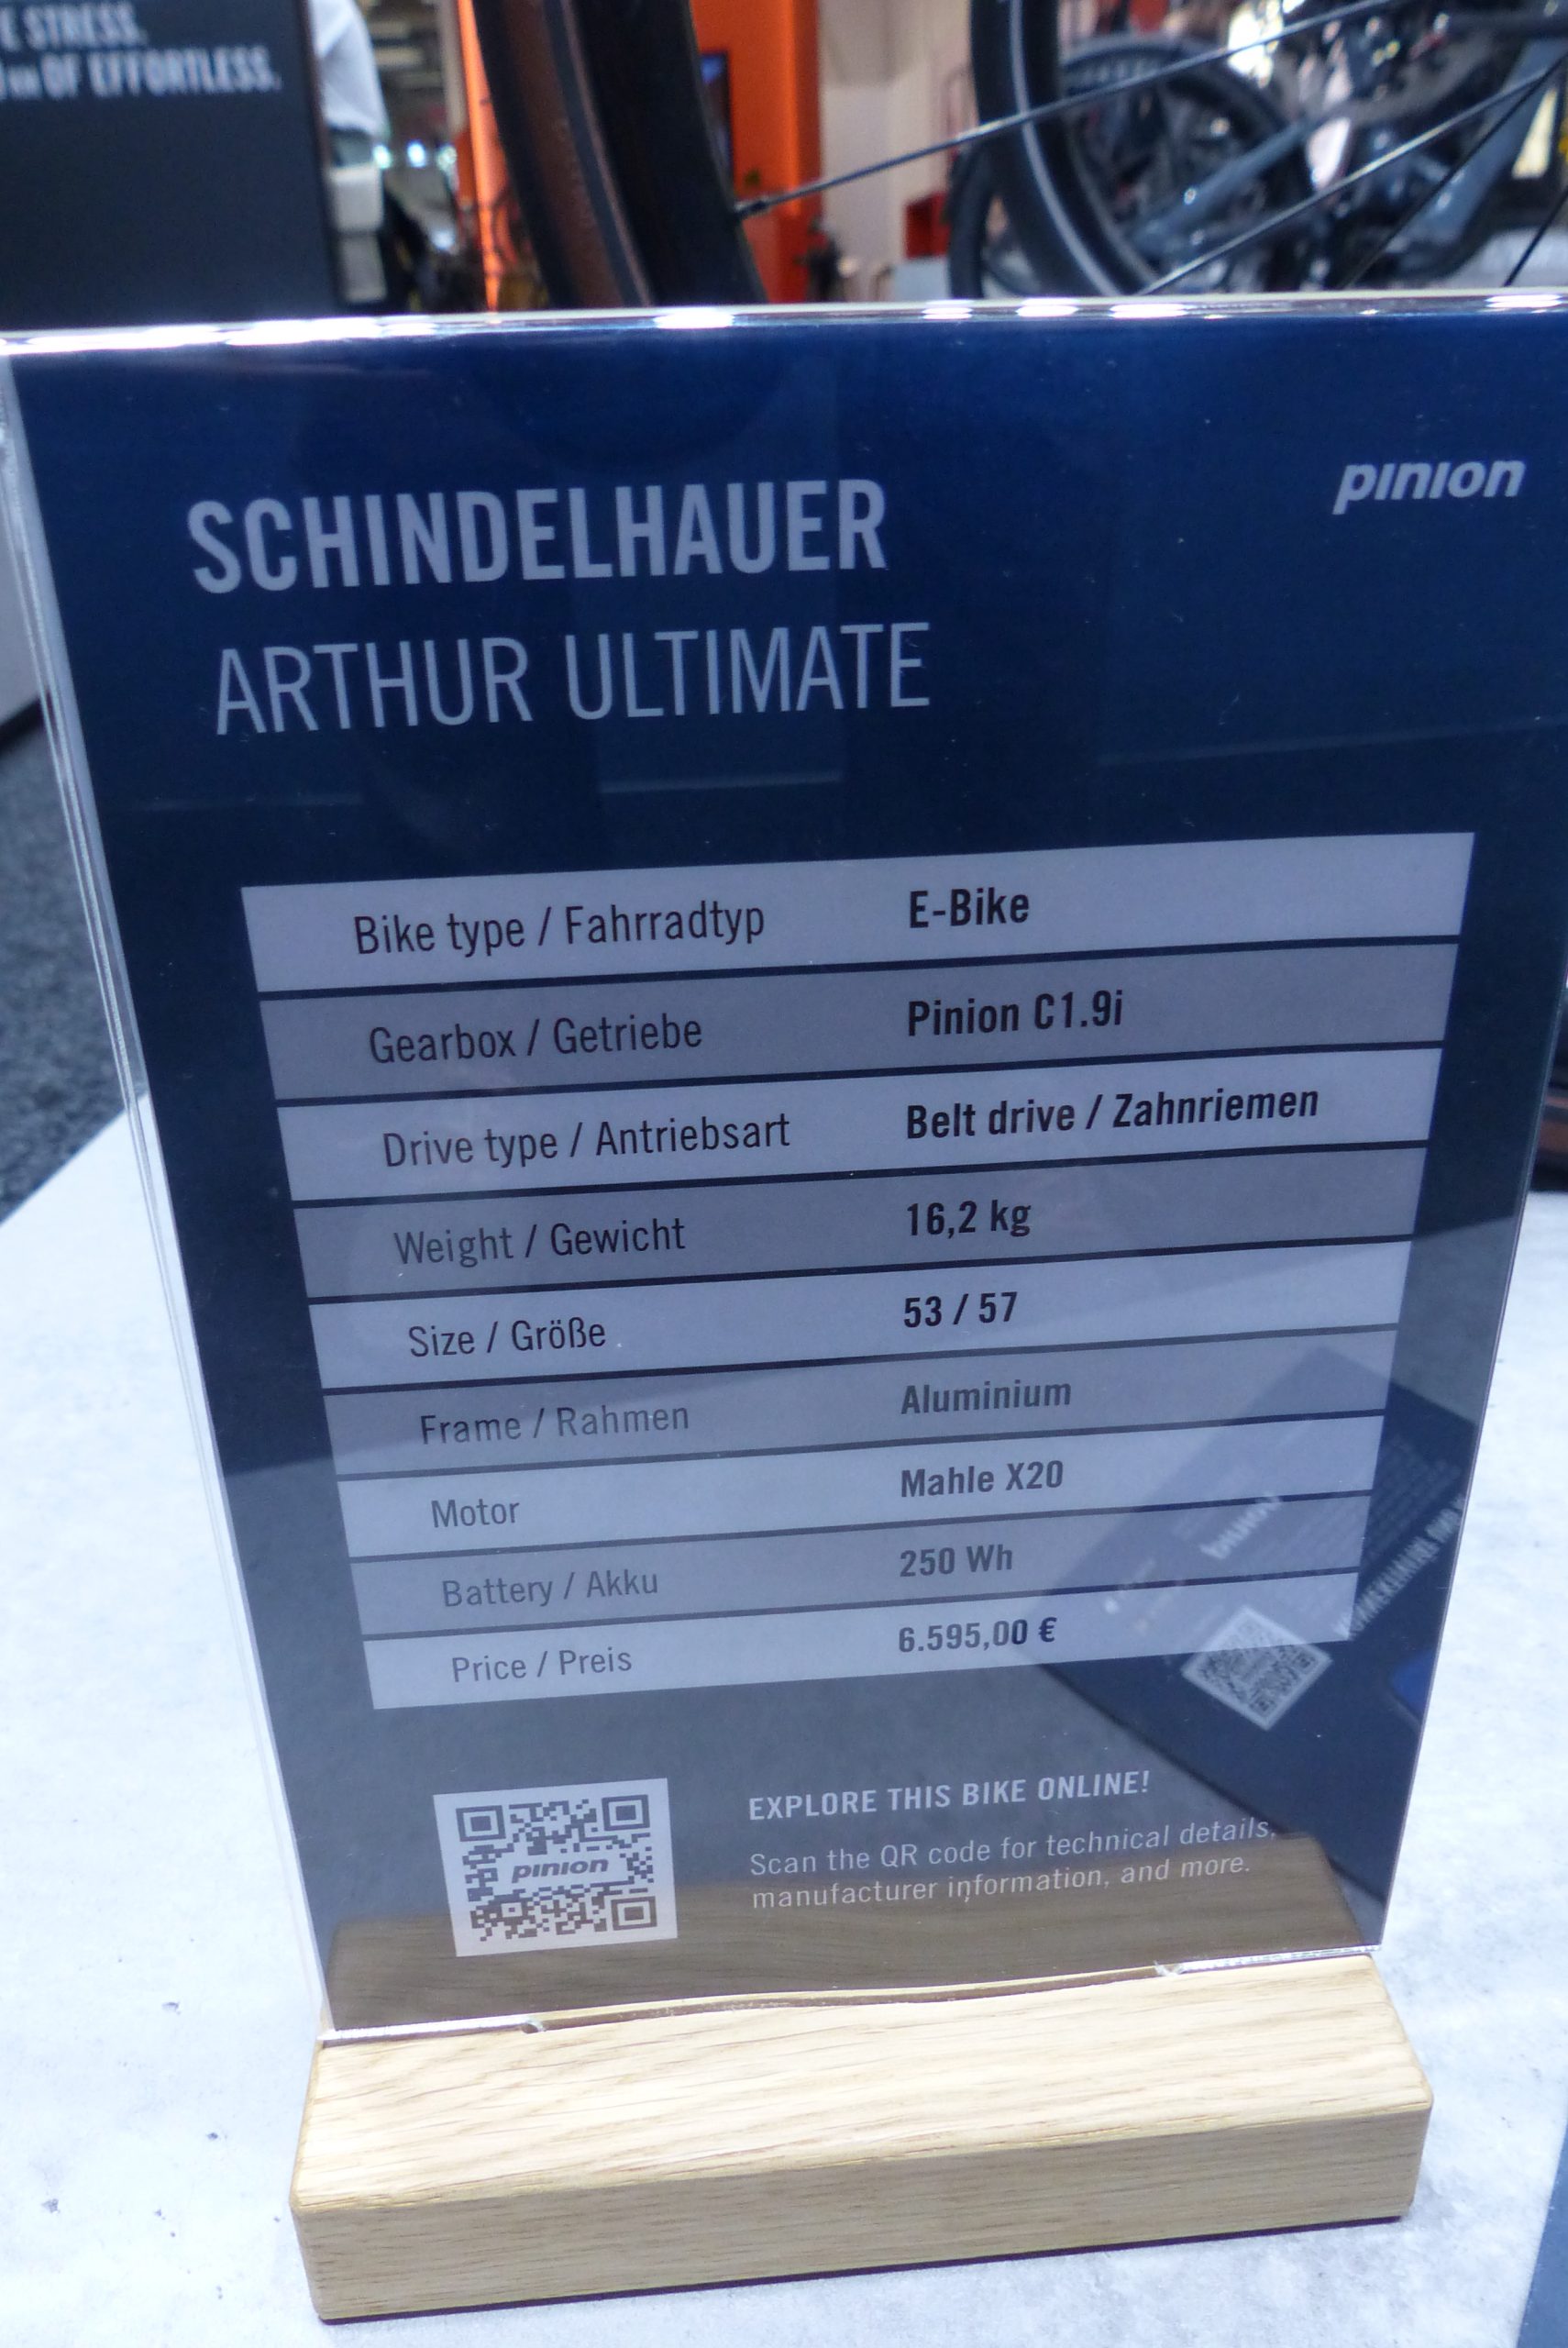 E STRESS.
OF EFFORTLESS.
pinion
SCHINDELHAUER
ARTHUR ULTIMATE
Bike type / Fahrradtyp E-Bike
Gearbox / Getriebe Pinion C1.9i
Drive type / Antriebsart Belt drive / Zahnriemen
Weight / Gewicht 16,2 kg
Size / Größe 53 / 57
Frame / Rahmen Aluminium
Motor Mahle X20
Battery / Akku 250 Wh
Price / Preis 6.595,00 €
pinion
EXPLORE THIS BIKE ONLINE!
Scan the QR code for technical details,
manufacturer information, and more.